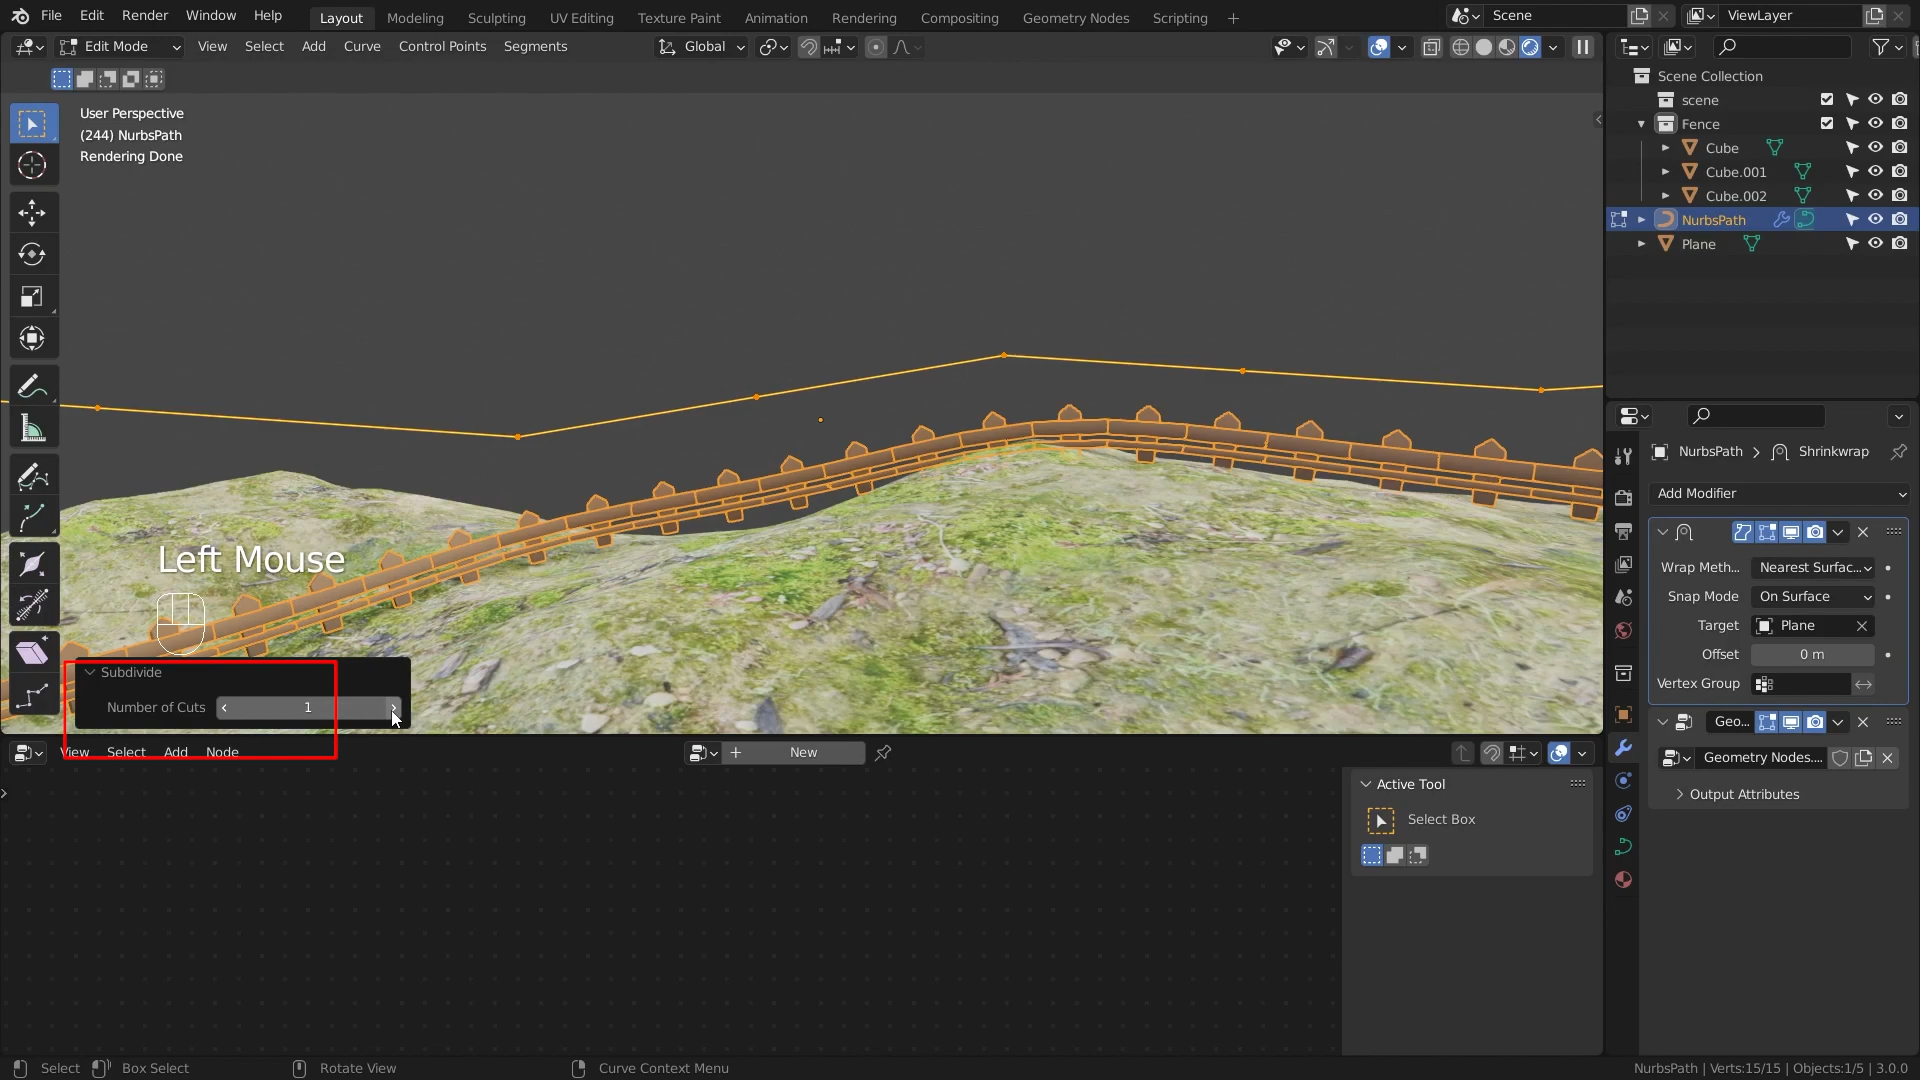 File Edit Render Window Help
Layout Modeling Sculpting UV Editing Texture Paint Animation Rendering Compositing Geometry Nodes Scripting
Scene
ViewLayer
Edit Mode View Select Add Curve Control Points Segments
Global
User Perspective
(244) NurbsPath
Rendering Done
Scene Collection
scene
Fence
Cube
Cube.001
Cube.002
NurbsPath
Plane
NurbsPath > Shrinkwrap
Add Modifier
Wrap Meth... Nearest Surfac...
Snap Mode On Surface
Target Plane
Offset 0 m
Vertex Group
Geo...
Geometry Nodes....
Output Attributes
Left Mouse
Subdivide
Number of Cuts 1
View Select Add Node
New
Active Tool
Select Box
Select Box Select Rotate View Curve Context Menu
NurbsPath | Verts:15/15 | Objects:1/5 | 3.0.0